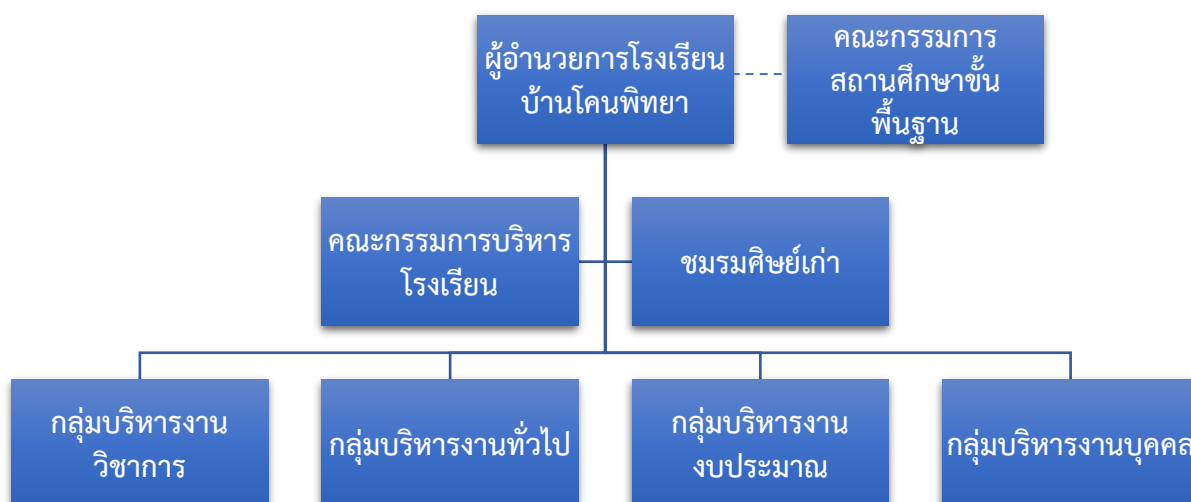 ผู้อำนวยการโรงเรียน
บ้านโคนพิทยา
คณะกรรมการ
สถานศึกษาขั้น
พื้นฐาน
คณะกรรมการบริหาร
โรงเรียน
ชมรมศิษย์เก่า
กลุ่มบริหารงาน
วิชาการ
กลุ่มบริหารงานทั่วไป
กลุ่มบริหารงาน
งบประมาณ
กลุ่มบริหารงานบุคคล